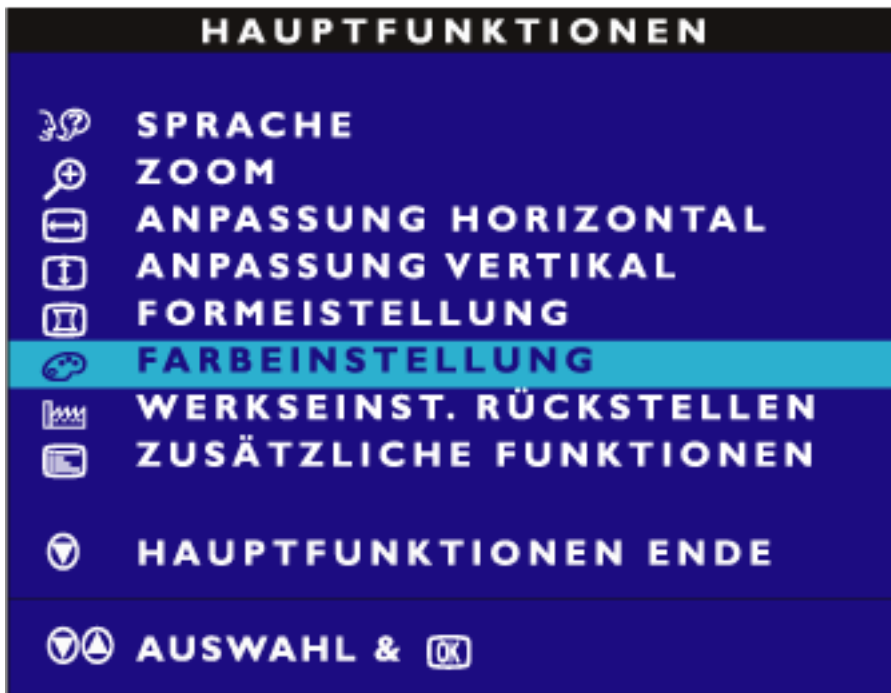 HAUPTFUNKTIONEN
SPRACHE
ZOOM
ANPASSUNG HORIZONTAL
ANPASSUNG VERTIKAL
FORMEISTELLUNG
FARBEINSTELLUNG
WERKSEINST. RÜCKSTELLEN
ZUSÄTZLICHE FUNKTIONEN
HAUPTFUNKTIONEN ENDE
AUSWAHL & OK